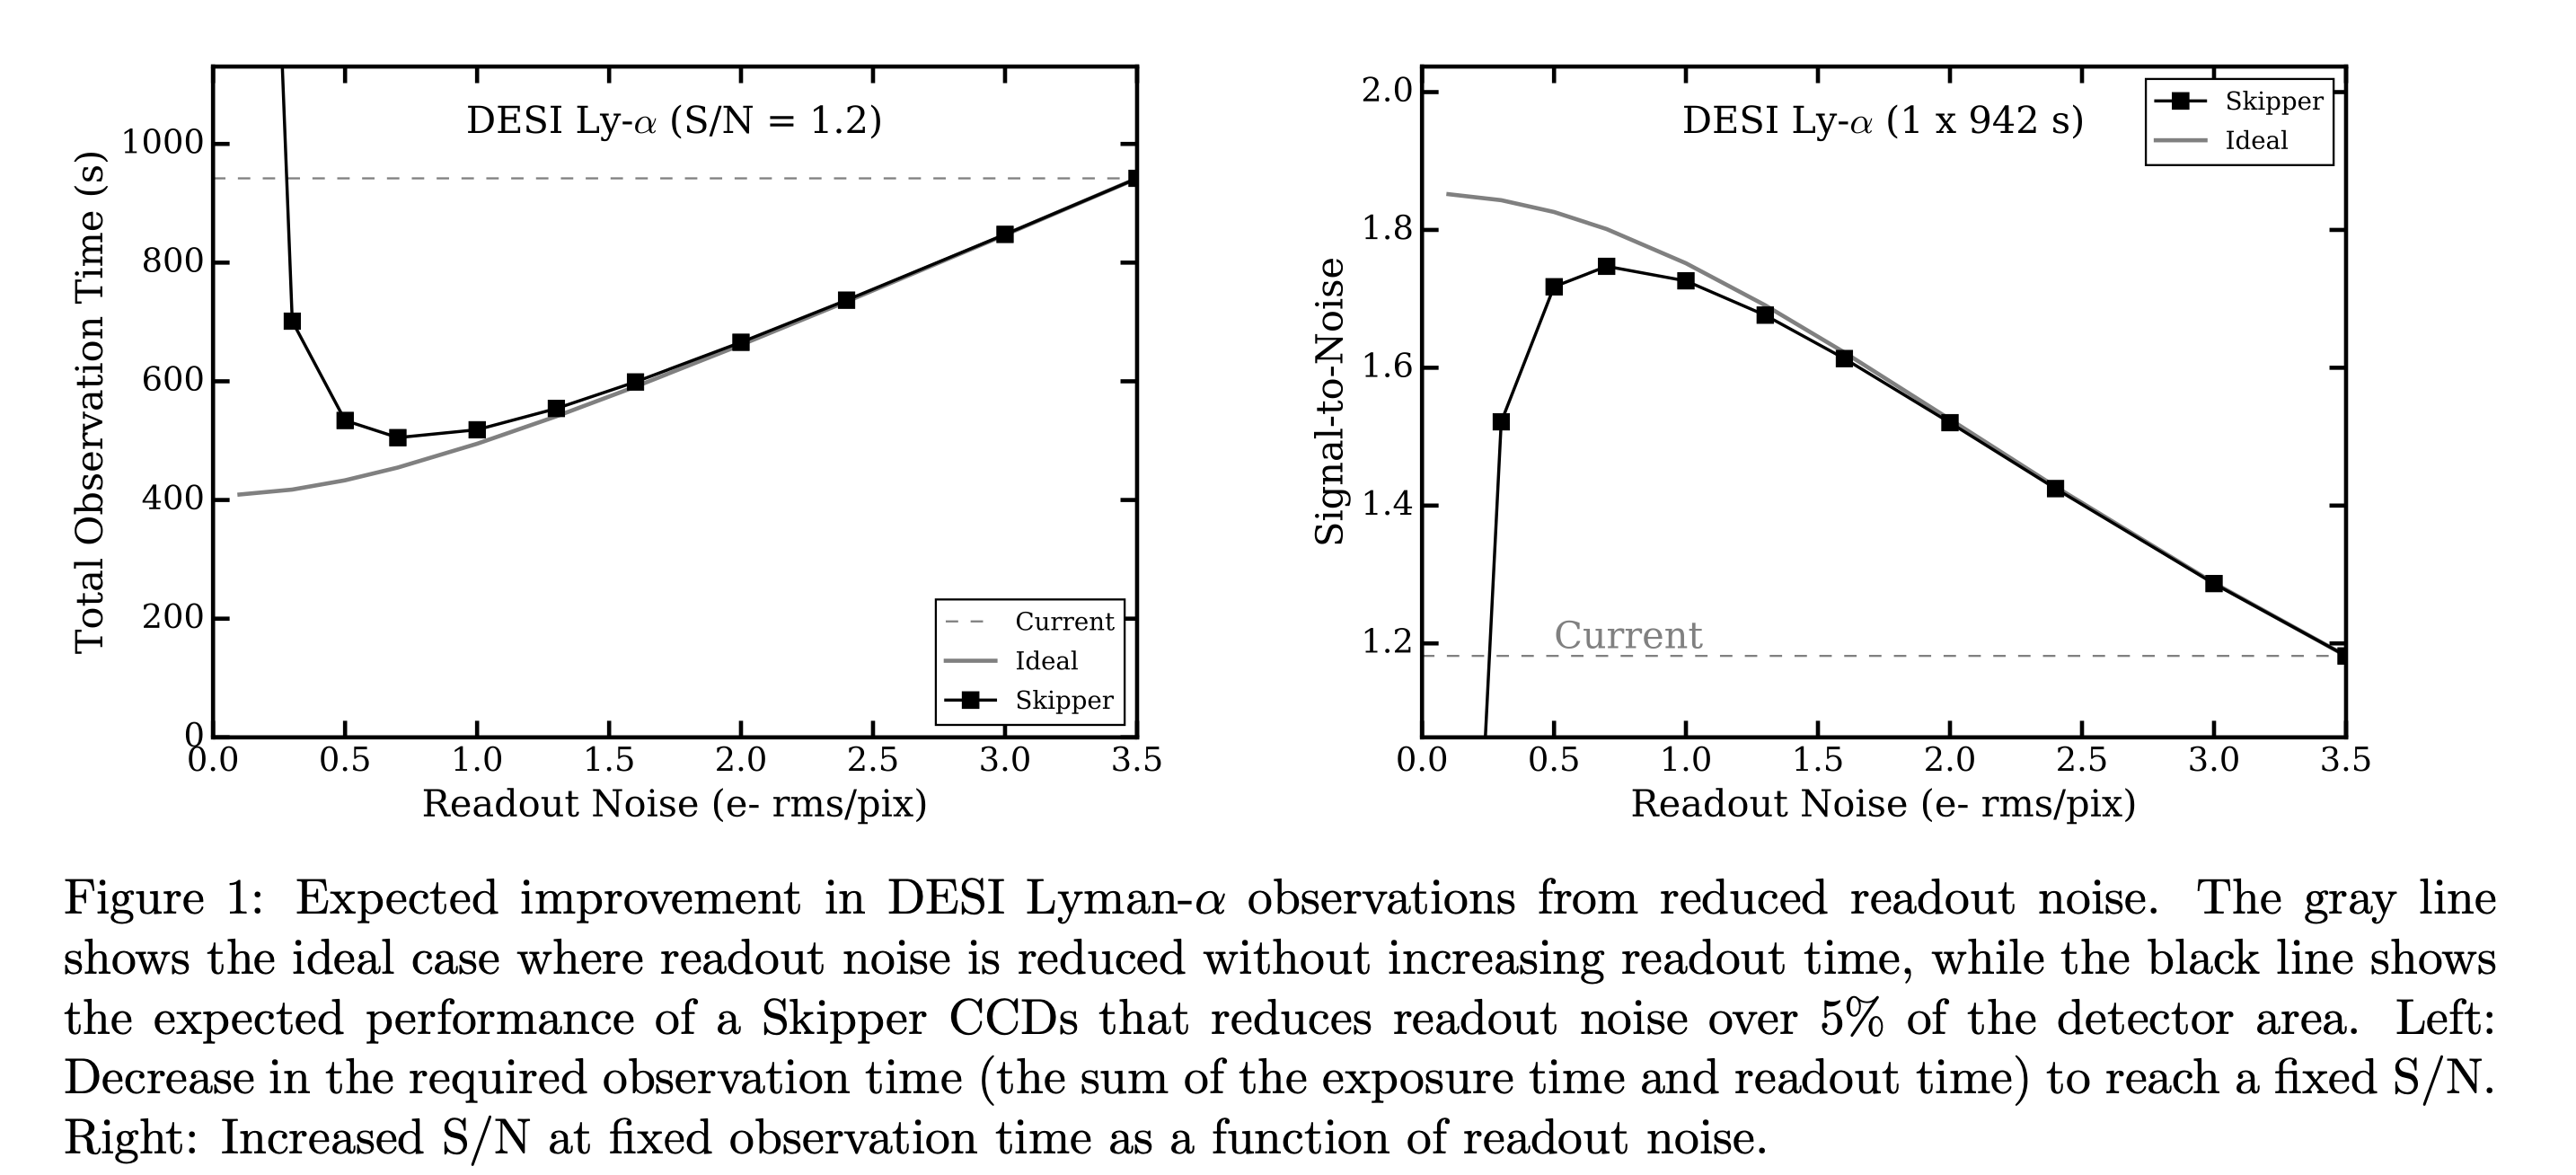 DESI Ly-α (S/N = 1.2)
Total Observation Time (s)
1000
800
600
400
200
0
0.0 0.5 1.0 1.5 2.0 2.5 3.0 3.5
Readout Noise (e- rms/pix)
Current
Ideal
Skipper
DESI Ly-α (1 x 942 s)
Skipper
Ideal
Signal-to-Noise
2.0
1.8
1.6
1.4
1.2
Current
0.0 0.5 1.0 1.5 2.0 2.5 3.0 3.5
Readout Noise (e- rms/pix)
Figure 1: Expected improvement in DESI Lyman-α observations from reduced readout noise. The gray line
shows the ideal case where readout noise is reduced without increasing readout time, while the black line shows
the expected performance of a Skipper CCDs that reduces readout noise over 5% of the detector area. Left:
Decrease in the required observation time (the sum of the exposure time and readout time) to reach a fixed S/N.
Right: Increased S/N at fixed observation time as a function of readout noise.